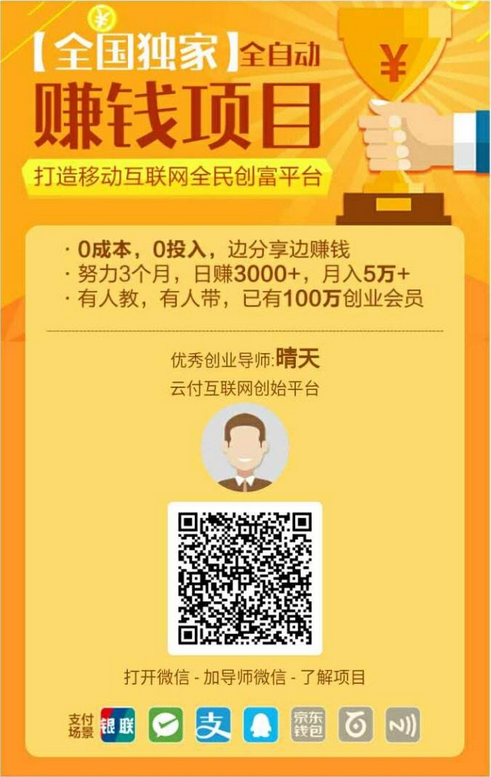 【全国独家】全自动
赚钱项目
打造移动互联网全民创富平台
· 0成本，0投入，边分享边赚钱
· 努力3个月，日赚3000+，月入5万+
· 有人教，有人带，已有100万创业会员
优秀创业导师:晴天
云付互联网创始平台
打开微信 - 加导师微信 - 了解项目
支付
场景
银联
支
京东
钱包
¥
¥